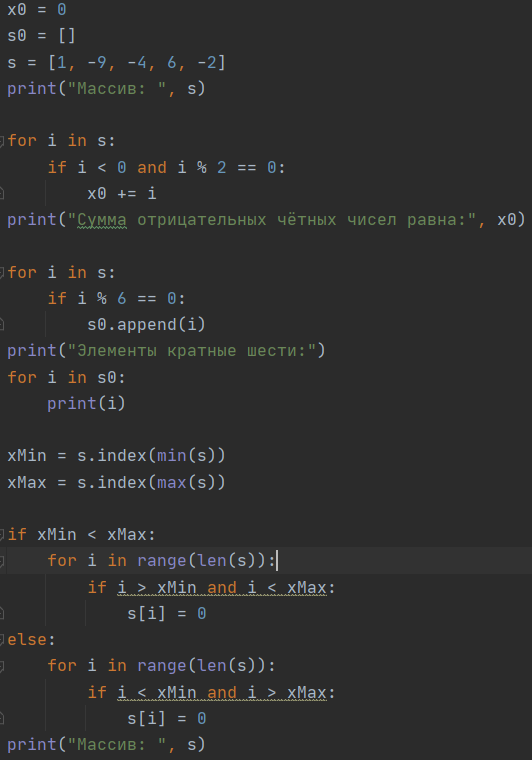 x0 = 0
s0 = []
s = [1, -9, -4, 6, -2]
print("Массив: ", s)
for i in s:
    if i < 0 and i % 2 == 0:
        x0 += i
print("Сумма отрицательных чётных чисел равна:", x0)
for i in s:
    if i % 6 == 0:
        s0.append(i)
print("Элементы кратные шести:")
for i in s0:
    print(i)
xMin = s.index(min(s))
xMax = s.index(max(s))
if xMin < xMax:
    for i in range(len(s)):
        if i > xMin and i < xMax:
            s[i] = 0
else:
    for i in range(len(s)):
        if i < xMin and i > xMax:
            s[i] = 0
print("Массив: ", s)